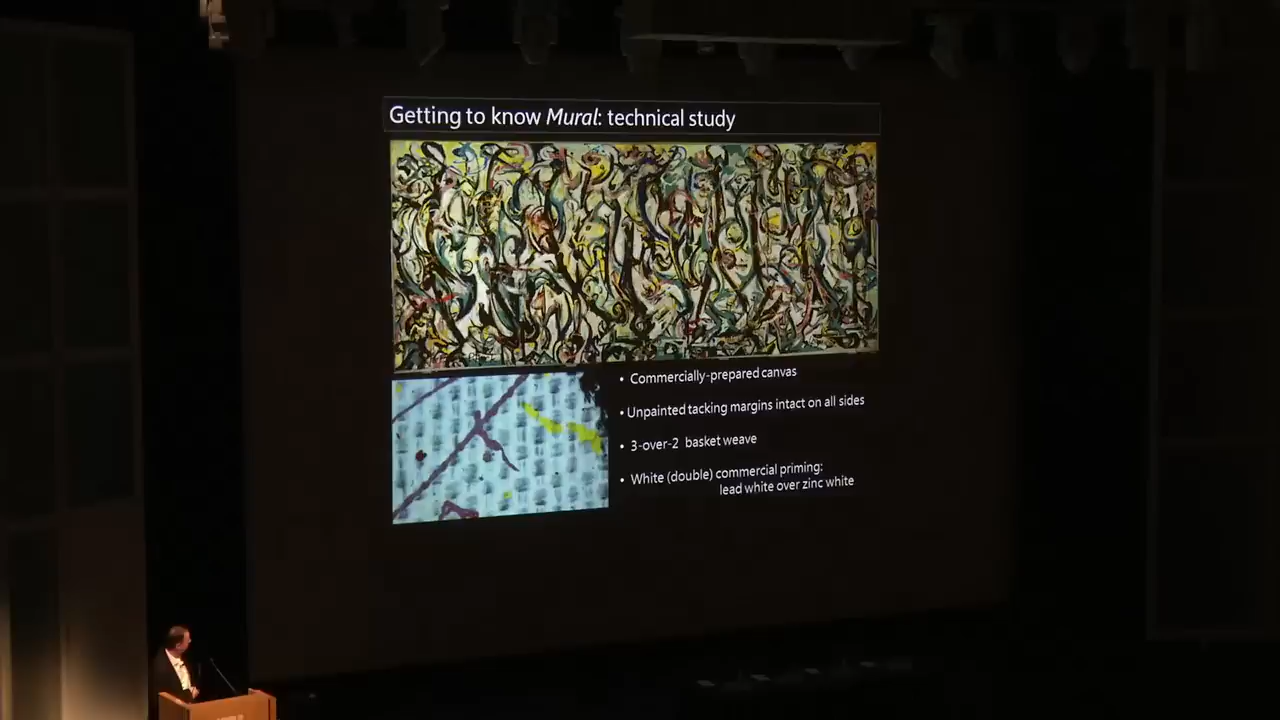 Getting to know Mural: technical study
• Commercially-prepared canvas
• Unpainted tacking margins intact on all sides
• 3-over-2 basket weave
• White (double) commercial priming:
lead white over zinc white